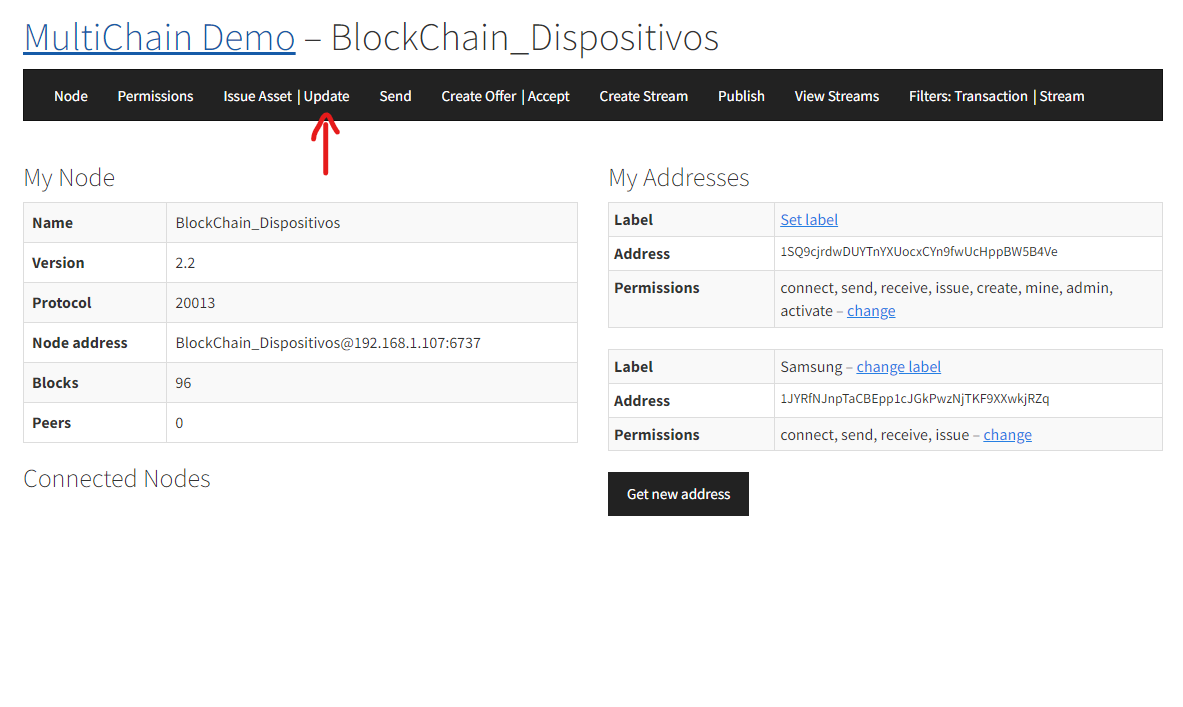 MultiChain Demo – BlockChain_Dispositivos
Node Permissions Issue Asset | Update Send Create Offer | Accept Create Stream Publish View Streams Filters: Transaction | Stream
My Node
Name BlockChain_Dispositivos
Version 2.2
Protocol 20013
Node address BlockChain_Dispositivos@192.168.1.107:6737
Blocks 96
Peers 0
Connected Nodes
My Addresses
Label Set label
Address 1SQ9cjrdwDUYTnYXUocxCYn9fwUcHppBW5B4Ve
Permissions connect, send, receive, issue, create, mine, admin,
activate – change
Label Samsung – change label
Address 1JYRfNJnpTaCBEpp1cJGkPwzNjTKF9XXwkjRZq
Permissions connect, send, receive, issue – change
Get new address